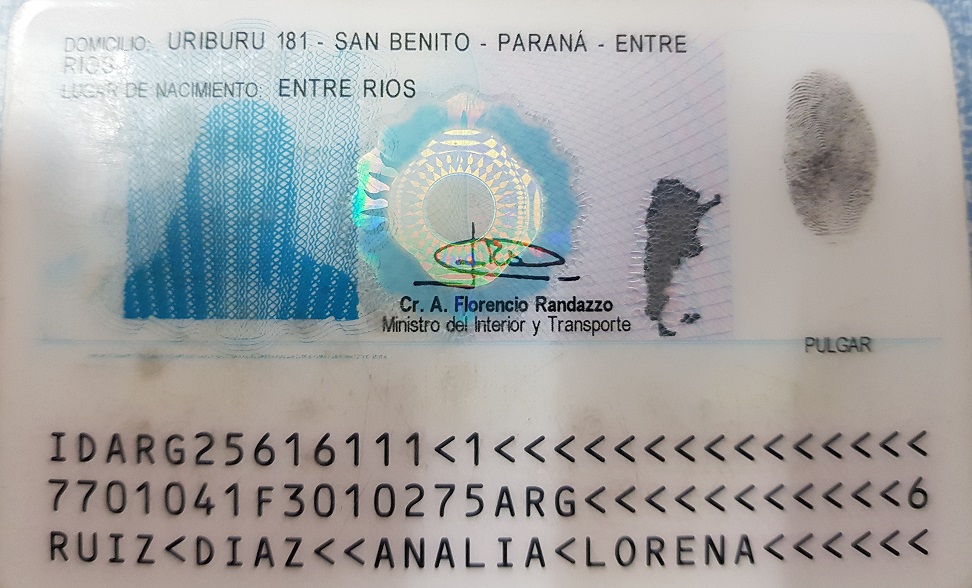 DOMICILIO: URIBURU 181 - SAN BENITO - PARANÁ - ENTRE
RIOS
LUGAR DE NACIMIENTO: ENTRE RIOS
Cr. A. Florencio Randazzo
Ministro del Interior y Transporte
PULGAR
IDARG25616111<1<<<<<<<<<<<<<<<
7701041F3010275ARG<<<<<<<<<<<6
RUIZ<DIAZ<<ANALIA<LORENA<<<<<<